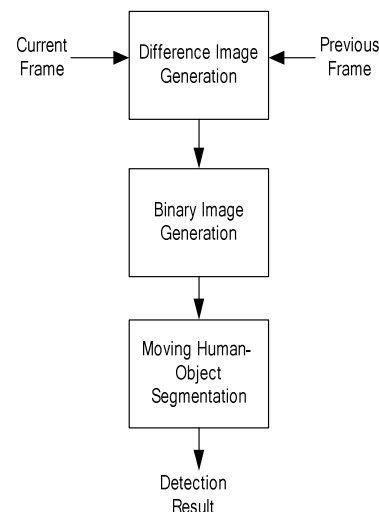 Current
Frame
Difference Image
Generation
Previous
Frame
Binary Image
Generation
Moving Human-
Object
Segmentation
Detection
Result